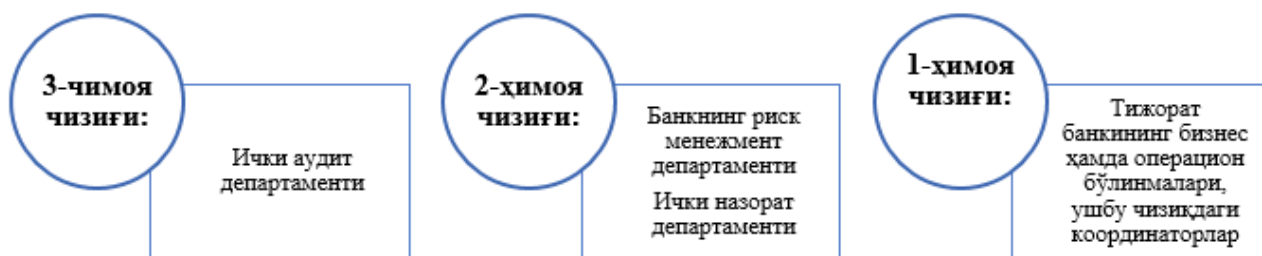 3-чимоя
чизиғи:
Ички аудит
департаменти
2-ҳимоя
чизиғи:
Банкнинг риск
менежмент
департаменти
Ички назорат
департаменти
1-ҳимоя
чизиғи:
Тижорат
банкининг бизнес
ҳамда операцион
бўлинмалари,
ушбу чизиқдаги
координаторлар